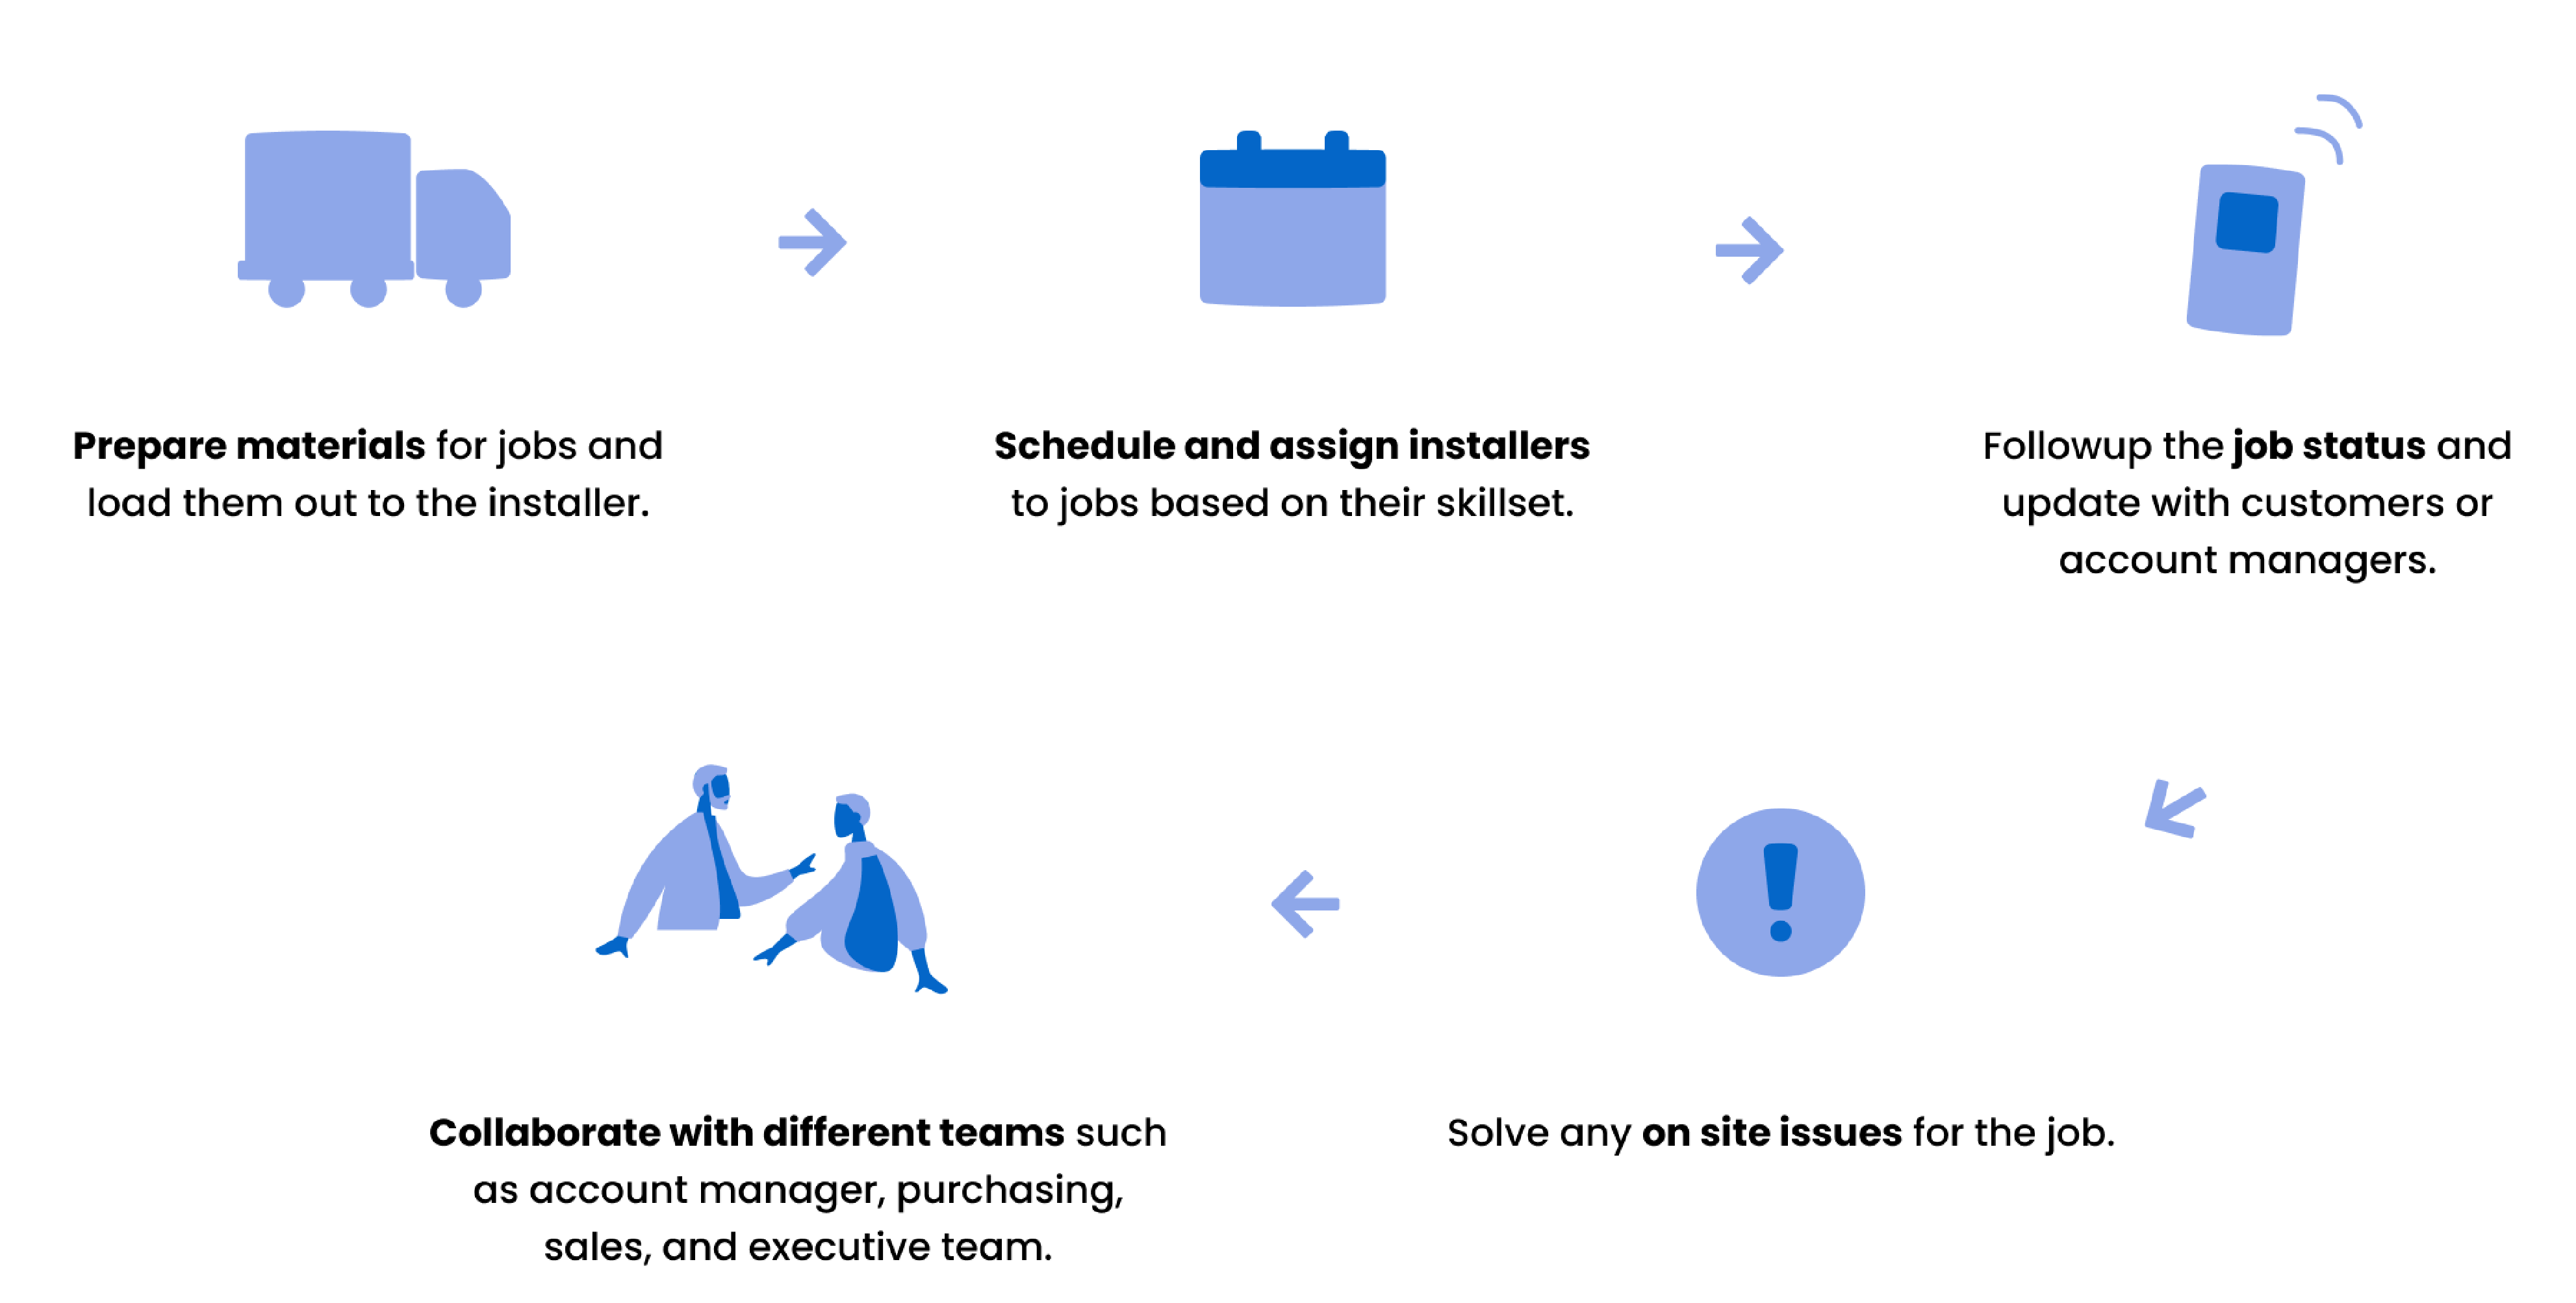 Prepare materials for jobs and
load them out to the installer.
Schedule and assign installers
to jobs based on their skillset.
Followup the job status and
update with customers or
account managers.
Solve any on site issues for the job.
Collaborate with different teams such
as account manager, purchasing,
sales, and executive team.